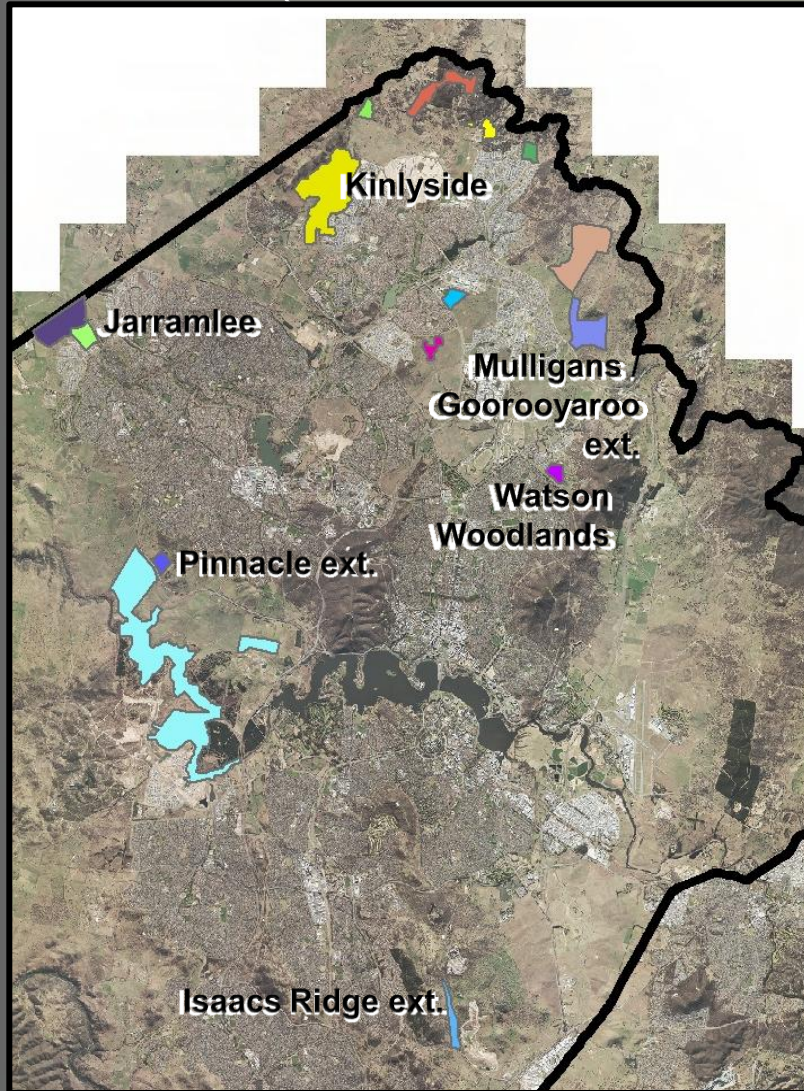 Kinlyside
Jarramlee
Mulligans /
Goorooyaroo
ext.
Watson
Woodlands
Pinnacle ext.
Isaacs Ridge ext.